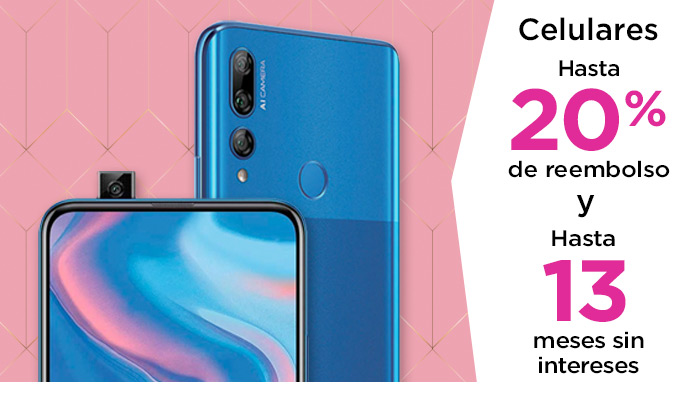 AI CAMERA
Celulares
Hasta
20%
de reembolso
y
Hasta
13
meses sin
intereses